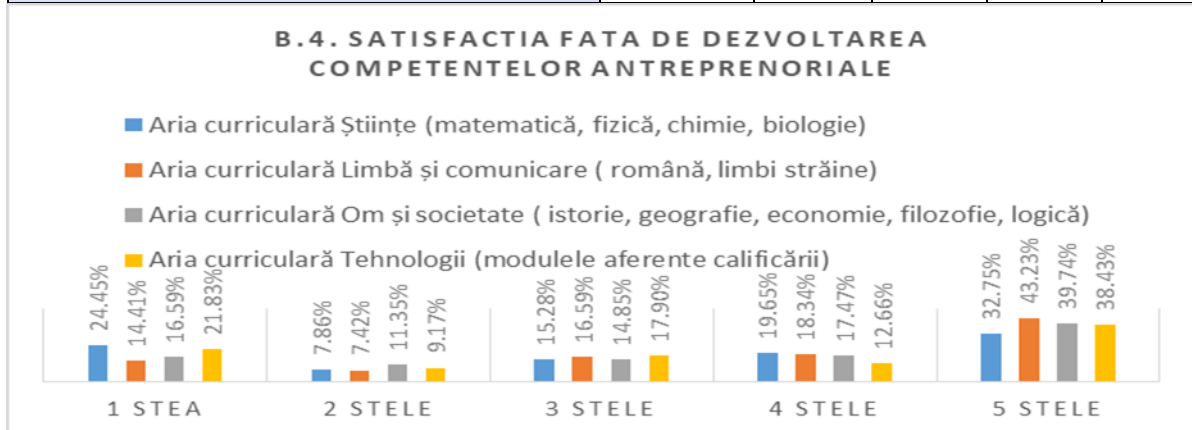 B.4. SATISFACTIA FATA DE DEZVOLTAREA
COMPETENTELOR ANTREPRENORIALE
Aria curriculară Științe (matematică, fizică, chimie, biologie)
Aria curriculară Limbă și comunicare ( română, limbi străine)
Aria curriculară Om și societate ( istorie, geografie, economie, filozofie, logică)
Aria curriculară Tehnologii (modulele aferente calificării)
24.45% 14.41% 16.59% 21.83% 7.86% 7.42% 11.35% 9.17% 15.28% 16.59% 14.85% 17.90% 19.65% 18.34% 17.47% 12.66% 32.75% 43.23% 39.74% 38.43%
1 STEA 2 STELE 3 STELE 4 STELE 5 STELE